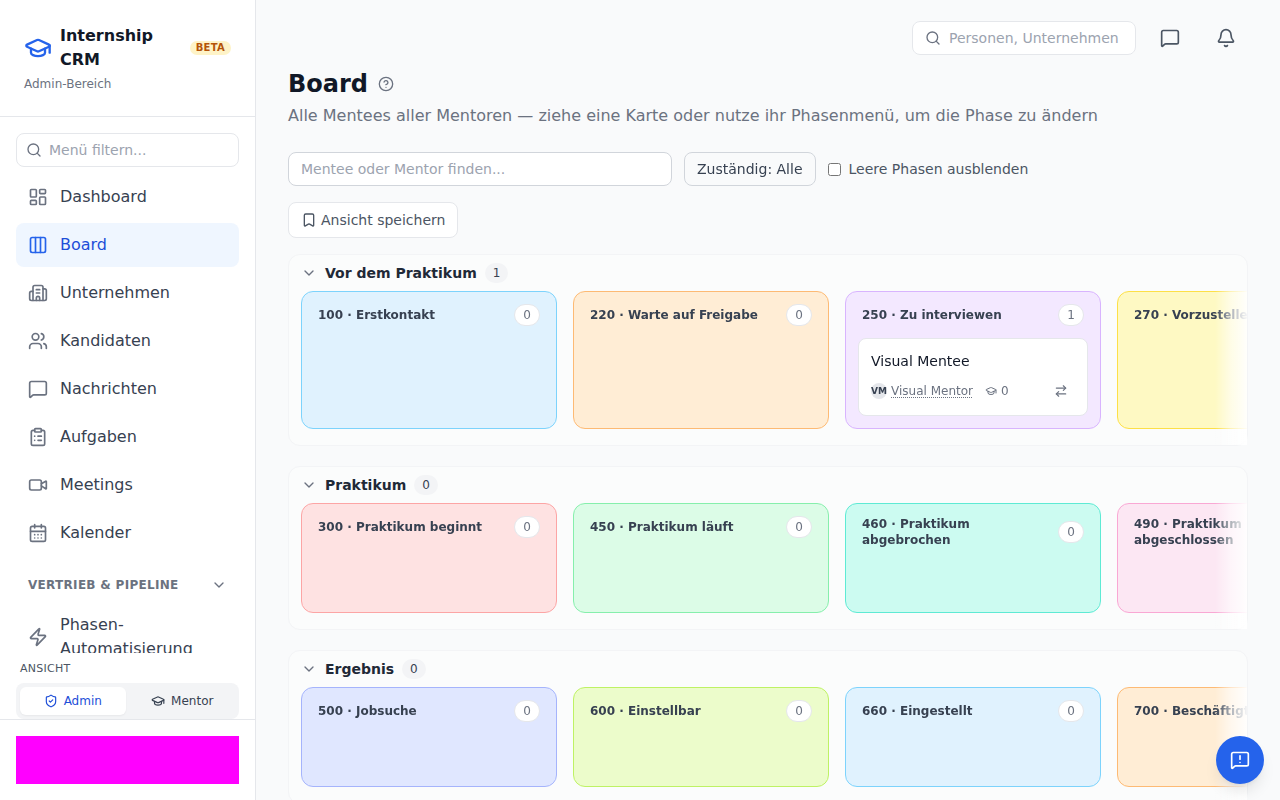 Internship CRM
BETA
Admin-Bereich
Menü filtern...
Dashboard
Board
Unternehmen
Kandidaten
Nachrichten
Aufgaben
Meetings
Kalender
VERTRIEB & PIPELINE
Phasen-
Automatisierung
ANSICHT
Admin
Mentor
Personen, Unternehmen
Board
Alle Mentees aller Mentoren — ziehe eine Karte oder nutze ihr Phasenmenü, um die Phase zu ändern
Mentee oder Mentor finden...
Zuständig: Alle
Leere Phasen ausblenden
Ansicht speichern
Vor dem Praktikum 1
100 · Erstkontakt 0
220 · Warte auf Freigabe 0
250 · Zu interviewen 1
Visual Mentee
VM Visual Mentor 0
270 · Vorzustelle
Praktikum 0
300 · Praktikum beginnt 0
450 · Praktikum läuft 0
460 · Praktikum
abgebrochen 0
490 · Praktikum
abgeschlossen
Ergebnis 0
500 · Jobsuche 0
600 · Einstellbar 0
660 · Eingestellt 0
700 · Beschäftigt